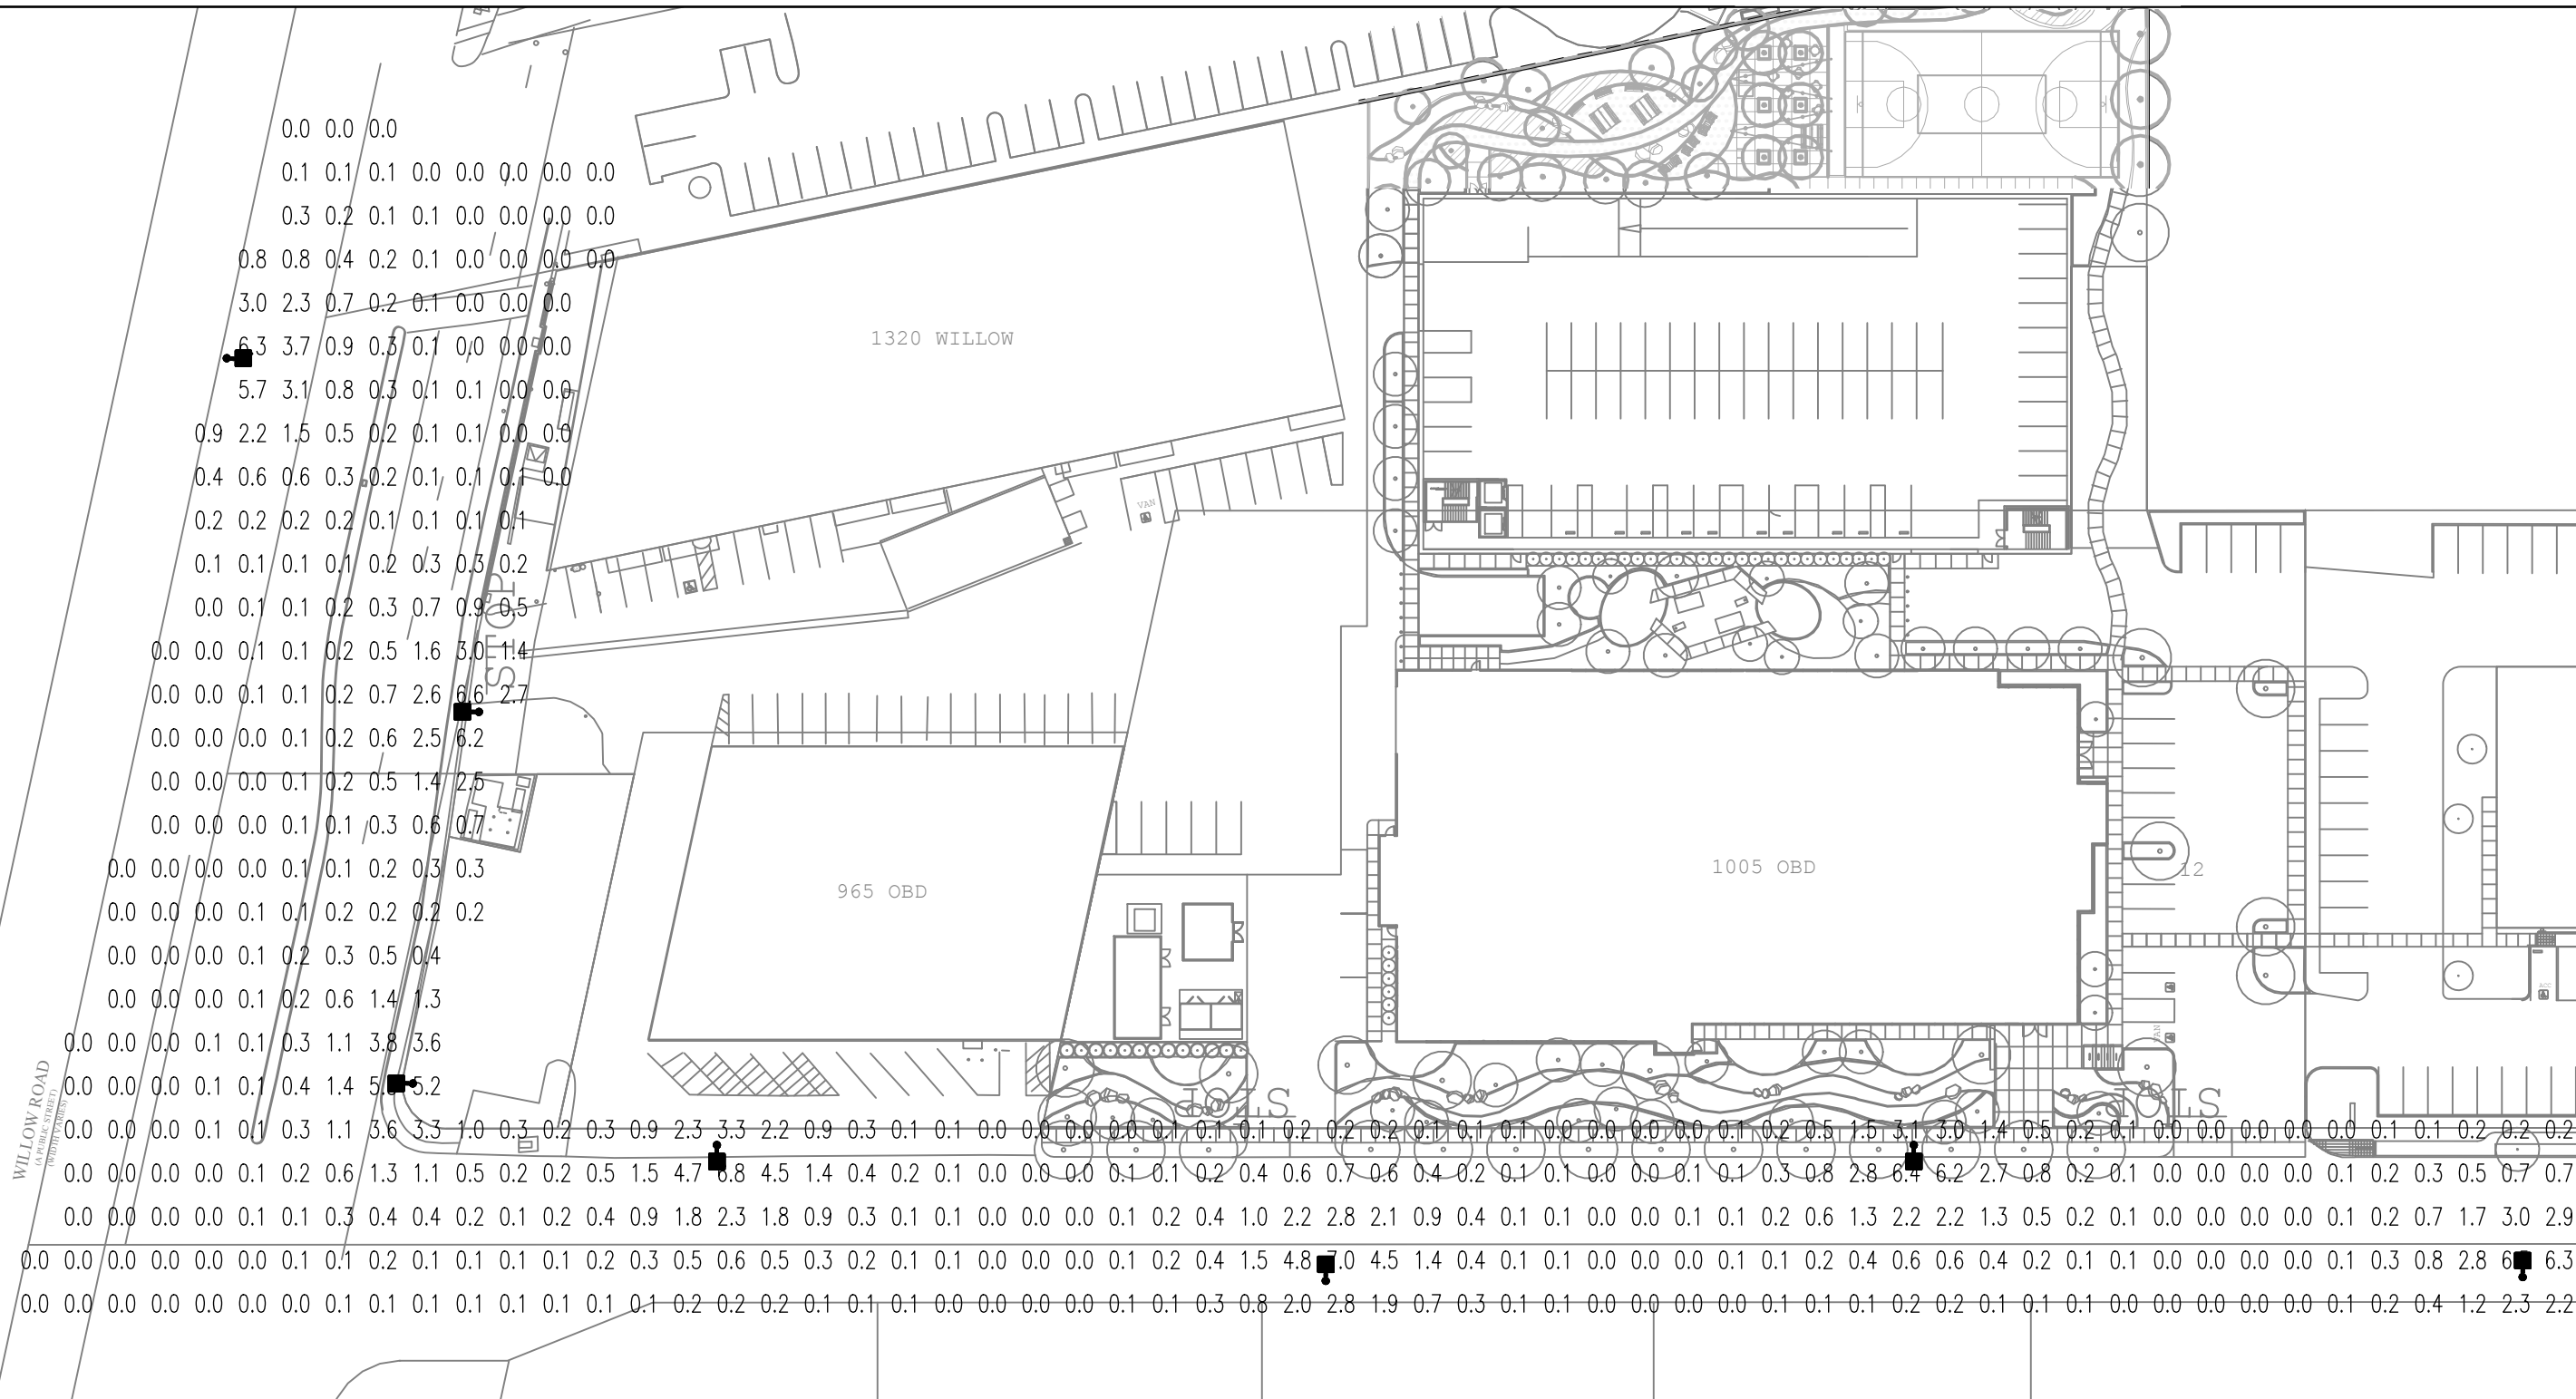 0.0 0.0 0.0
0.1 0.1 0.1 0.0 0.0 0.0 0.0 0.0
0.3 0.2 0.1 0.1 0.0 0.0 0.0 0.0
0.8 0.8 0.4 0.2 0.1 0.0 0.0 0.0 0.0
3.0 2.3 0.7 0.2 0.1 0.0 0.0 0.0
1320 WILLOW
6.3 3.7 0.9 0.3 0.1 0.0 0.0 0.0
5.7 3.1 0.8 0.3 0.1 0.1 0.0 0.0
0.9 2.2 1.5 0.5 0.2 0.1 0.1 0.0 0.0
0.4 0.6 0.6 0.3 0.2 0.1 0.1 0.1 0.0
VAN
0.2 0.2 0.2 0.2 0.1 0.1 0.1 0.1
0.1 0.1 0.1 0.1 0.2 0.3 0.3 0.2
0.0 0.1 0.1 0.2 0.3 0.7 0.9 0.5
STOP
0.0 0.0 0.1 0.1 0.2 0.5 1.6 3.0 1.4
0.0 0.0 0.1 0.1 0.2 0.7 2.6 6.6 2.7
0.0 0.0 0.0 0.1 0.2 0.6 2.5 6.2
0.0 0.0 0.0 0.1 0.2 0.5 1.4 2.5
0.0 0.0 0.0 0.1 0.1 0.3 0.6 0.7
0.0 0.0 0.0 0.0 0.1 0.1 0.2 0.3 0.3
1005 OBD
12
965 OBD
0.0 0.0 0.0 0.1 0.1 0.2 0.2 0.2 0.2
0.0 0.0 0.0 0.1 0.2 0.3 0.5 0.4
0.0 0.0 0.0 0.1 0.2 0.6 1.4 1.3
VAN
0.0 0.0 0.0 0.1 0.1 0.3 1.1 3.8 3.6
0.0 0.0 0.0 0.1 0.1 0.4 1.4 5.2
WILLOW ROAD
(A PUBLIC STREET)
(WIDTH VARIES)
0.0 0.0 0.0 0.1 0.1 0.3 1.1 3.6 3.3 1.0 0.3 0.2 0.3 0.9 2.3 3.3 2.2 0.9 0.3 0.1 0.1 0.0 0.0 0.0 0.0 0.1 0.1 0.1 0.2 0.2 0.2 0.1 0.1 0.1 0.0 0.0 0.0 0.0 0.1 0.2 0.5 1.5 3.1 3.0 1.4 0.5 0.2 0.1 0.0 0.0 0.0 0.0 0.0 0.1 0.1 0.2 0.2 0.2
0.0 0.0 0.0 0.0 0.1 0.2 0.6 1.3 1.1 0.5 0.2 0.2 0.5 1.5 4.7 6.8 4.5 1.4 0.4 0.2 0.1 0.0 0.0 0.0 0.1 0.1 0.2 0.4 0.6 0.7 0.6 0.4 0.2 0.1 0.1 0.0 0.0 0.0 0.1 0.1 0.3 0.8 2.8 6.4 6.2 2.7 0.8 0.2 0.1 0.0 0.0 0.0 0.0 0.1 0.2 0.3 0.5 0.7 0.7
0.0 0.0 0.0 0.0 0.1 0.1 0.3 0.4 0.4 0.2 0.1 0.2 0.4 0.9 1.8 2.3 1.8 0.9 0.3 0.1 0.1 0.0 0.0 0.0 0.1 0.2 0.4 1.0 2.2 2.8 2.1 0.9 0.4 0.1 0.1 0.0 0.0 0.1 0.1 0.2 0.6 1.3 2.2 2.2 1.3 0.5 0.2 0.1 0.0 0.0 0.0 0.0 0.1 0.2 0.7 1.7 3.0 2.9
0.0 0.0 0.0 0.0 0.0 0.0 0.1 0.1 0.2 0.1 0.1 0.1 0.1 0.2 0.3 0.5 0.6 0.5 0.3 0.2 0.1 0.1 0.0 0.0 0.1 0.2 0.4 1.5 4.8 7.0 4.5 1.4 0.4 0.1 0.1 0.0 0.0 0.0 0.1 0.1 0.2 0.4 0.6 0.6 0.4 0.2 0.1 0.1 0.0 0.0 0.0 0.0 0.1 0.3 0.8 2.8 6.3
0.0 0.0 0.0 0.0 0.0 0.0 0.0 0.1 0.1 0.1 0.1 0.1 0.1 0.1 0.1 0.2 0.2 0.2 0.1 0.1 0.1 0.0 0.0 0.0 0.0 0.1 0.1 0.3 0.8 2.0 2.8 1.9 0.7 0.3 0.1 0.1 0.0 0.0 0.0 0.0 0.1 0.1 0.1 0.2 0.2 0.1 0.1 0.1 0.0 0.0 0.0 0.0 0.0 0.1 0.2 0.4 1.2 2.3 2.2